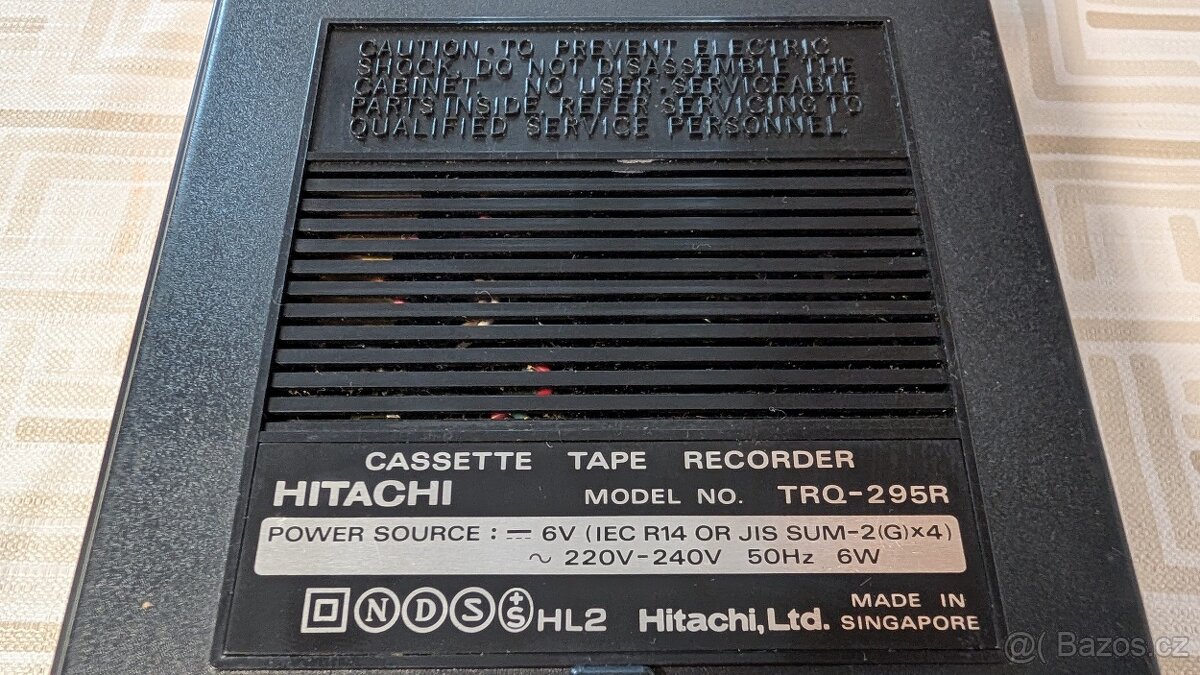 CAUTION·TO PREVENT ELECTRIC
SHOCK, DO NOT DISASSEMBLE THE
CABINET. NO USER·SERVICEABLE
PARTS INSIDE. REFER SERVICING TO
QUALIFIED SERVICE PERSONNEL.
CASSETTE TAPE RECORDER
HITACHI MODEL NO. TRQ-295R
POWER SOURCE : ⎓ 6V (IEC R14 OR JIS SUM-2(G)×4)
∼ 220V-240V 50Hz 6W
N D S +S HL2 Hitachi, Ltd. MADE IN
SINGAPORE
@( Bazos.cz